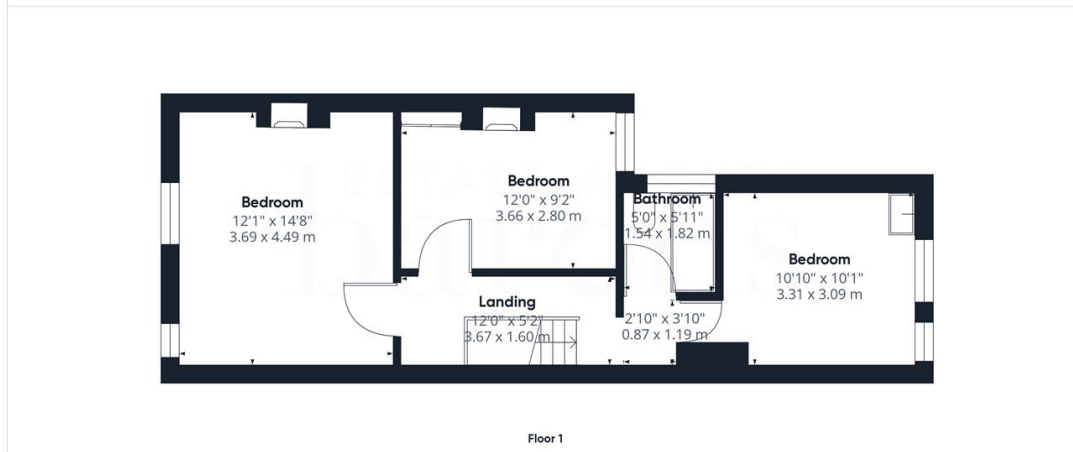 Bedroom
12'1" x 14'8"
3.69 x 4.49 m
Bedroom
12'0" x 9'2"
3.66 x 2.80 m
Bathroom
5'0" x 5'11"
1.54 x 1.82 m
Bedroom
10'10" x 10'1"
3.31 x 3.09 m
Landing
12'0" x 5'2"
3.67 x 1.60 m
2'10" x 3'10"
0.87 x 1.19 m
Floor 1